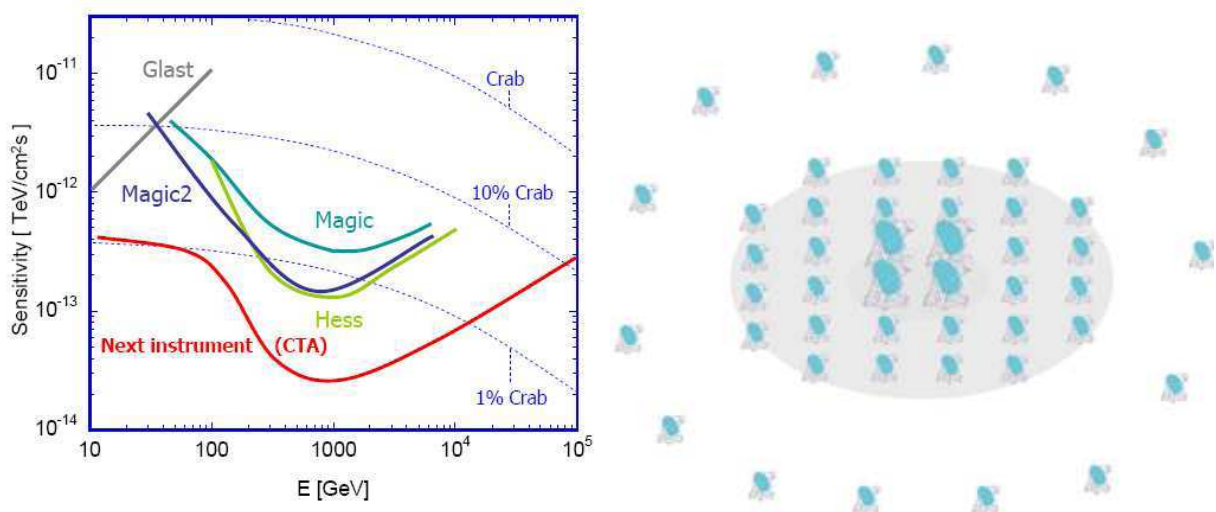 Sensitivity [ TeV/cm²s ]
10⁻¹¹
10⁻¹²
10⁻¹³
10⁻¹⁴
Glast
Crab
Magic2
Magic
10% Crab
Hess
Next instrument (CTA)
1% Crab
10
100
1000
10⁴
10⁵
E [GeV]